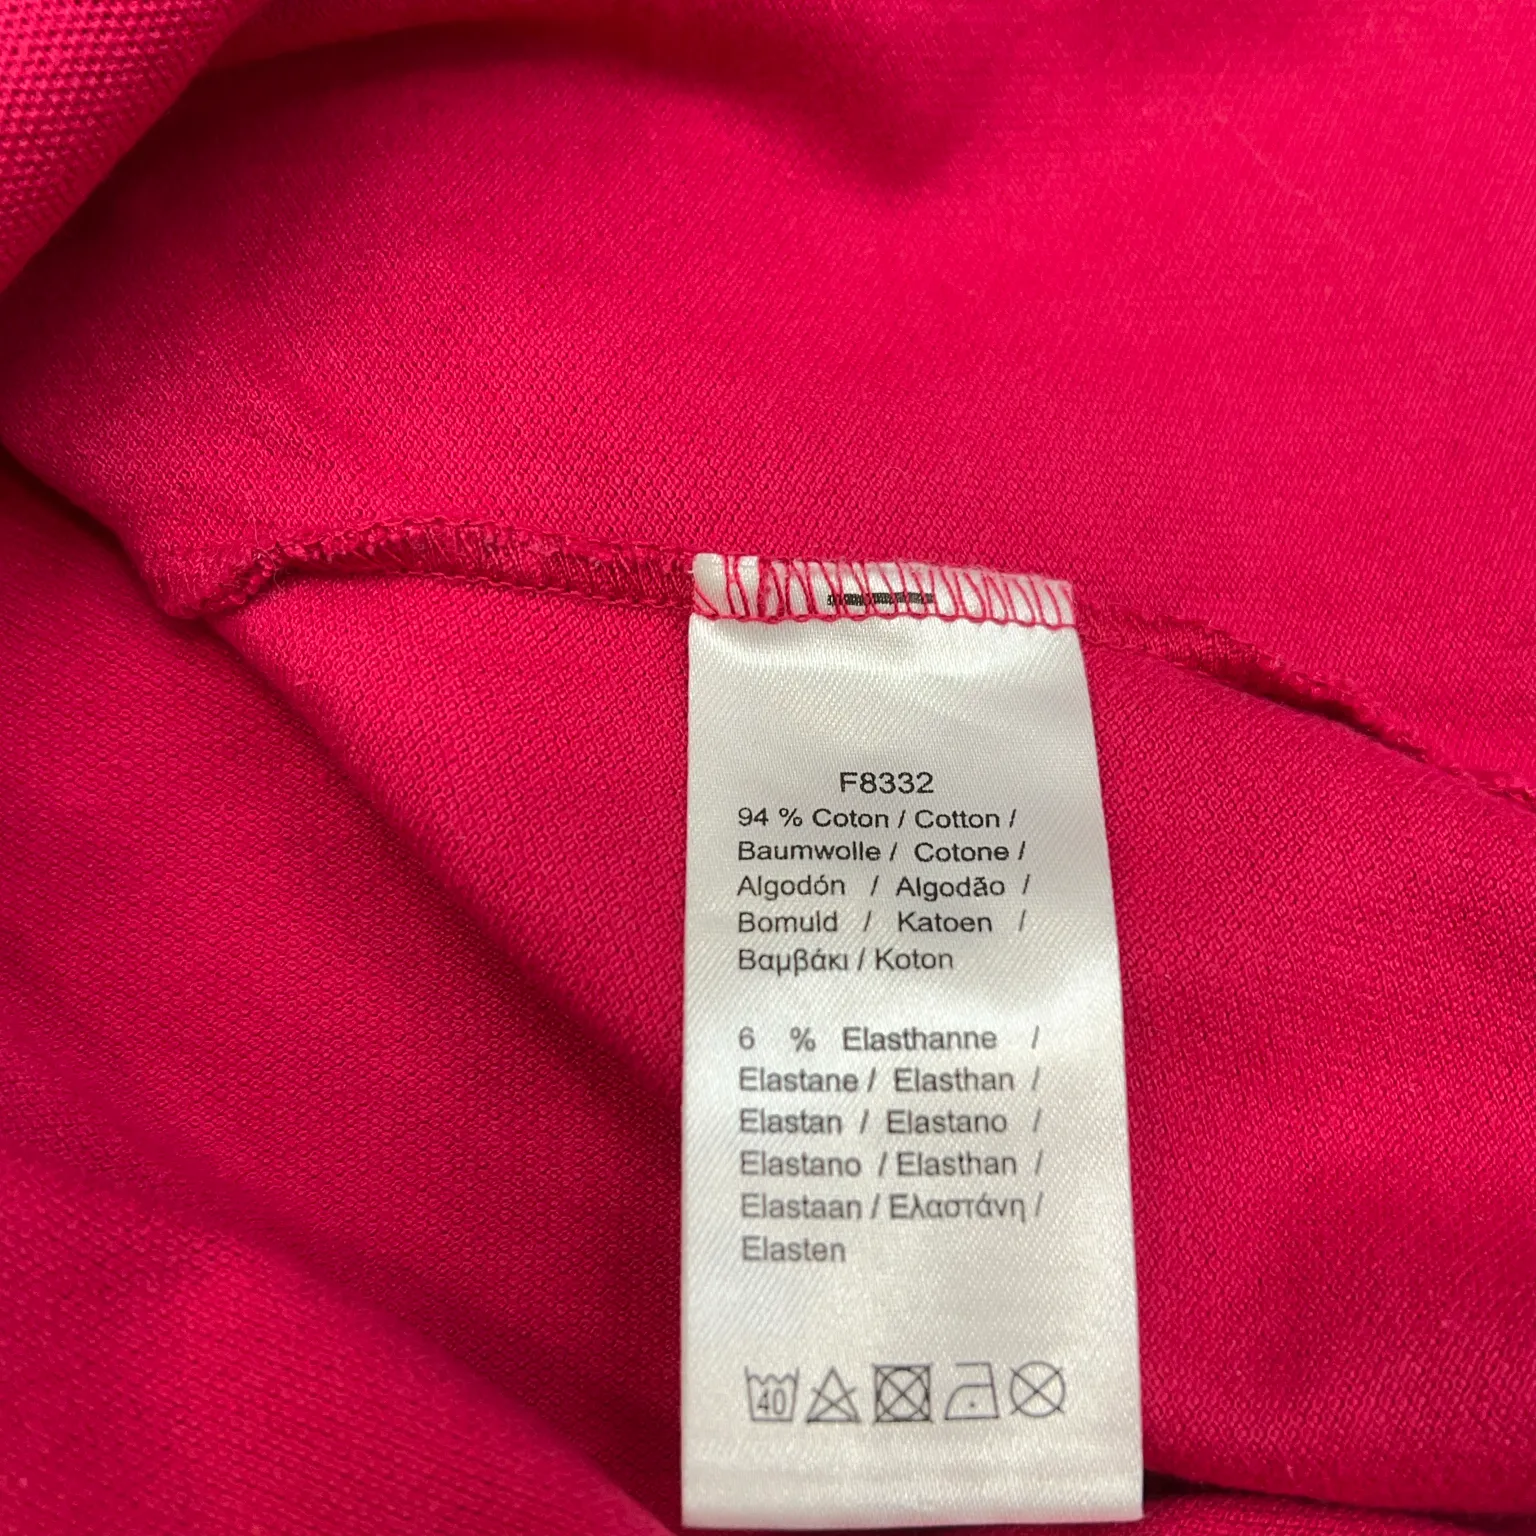 F8332
94 % Coton / Cotton /
Baumwolle / Cotone /
Algodón / Algodão /
Bomuld / Katoen /
Βαμβάκι / Koton
6 % Elasthanne /
Elastane / Elasthan /
Elastan / Elastano /
Elastano / Elasthan /
Elastaan / Ελαστάνη /
Elasten
40